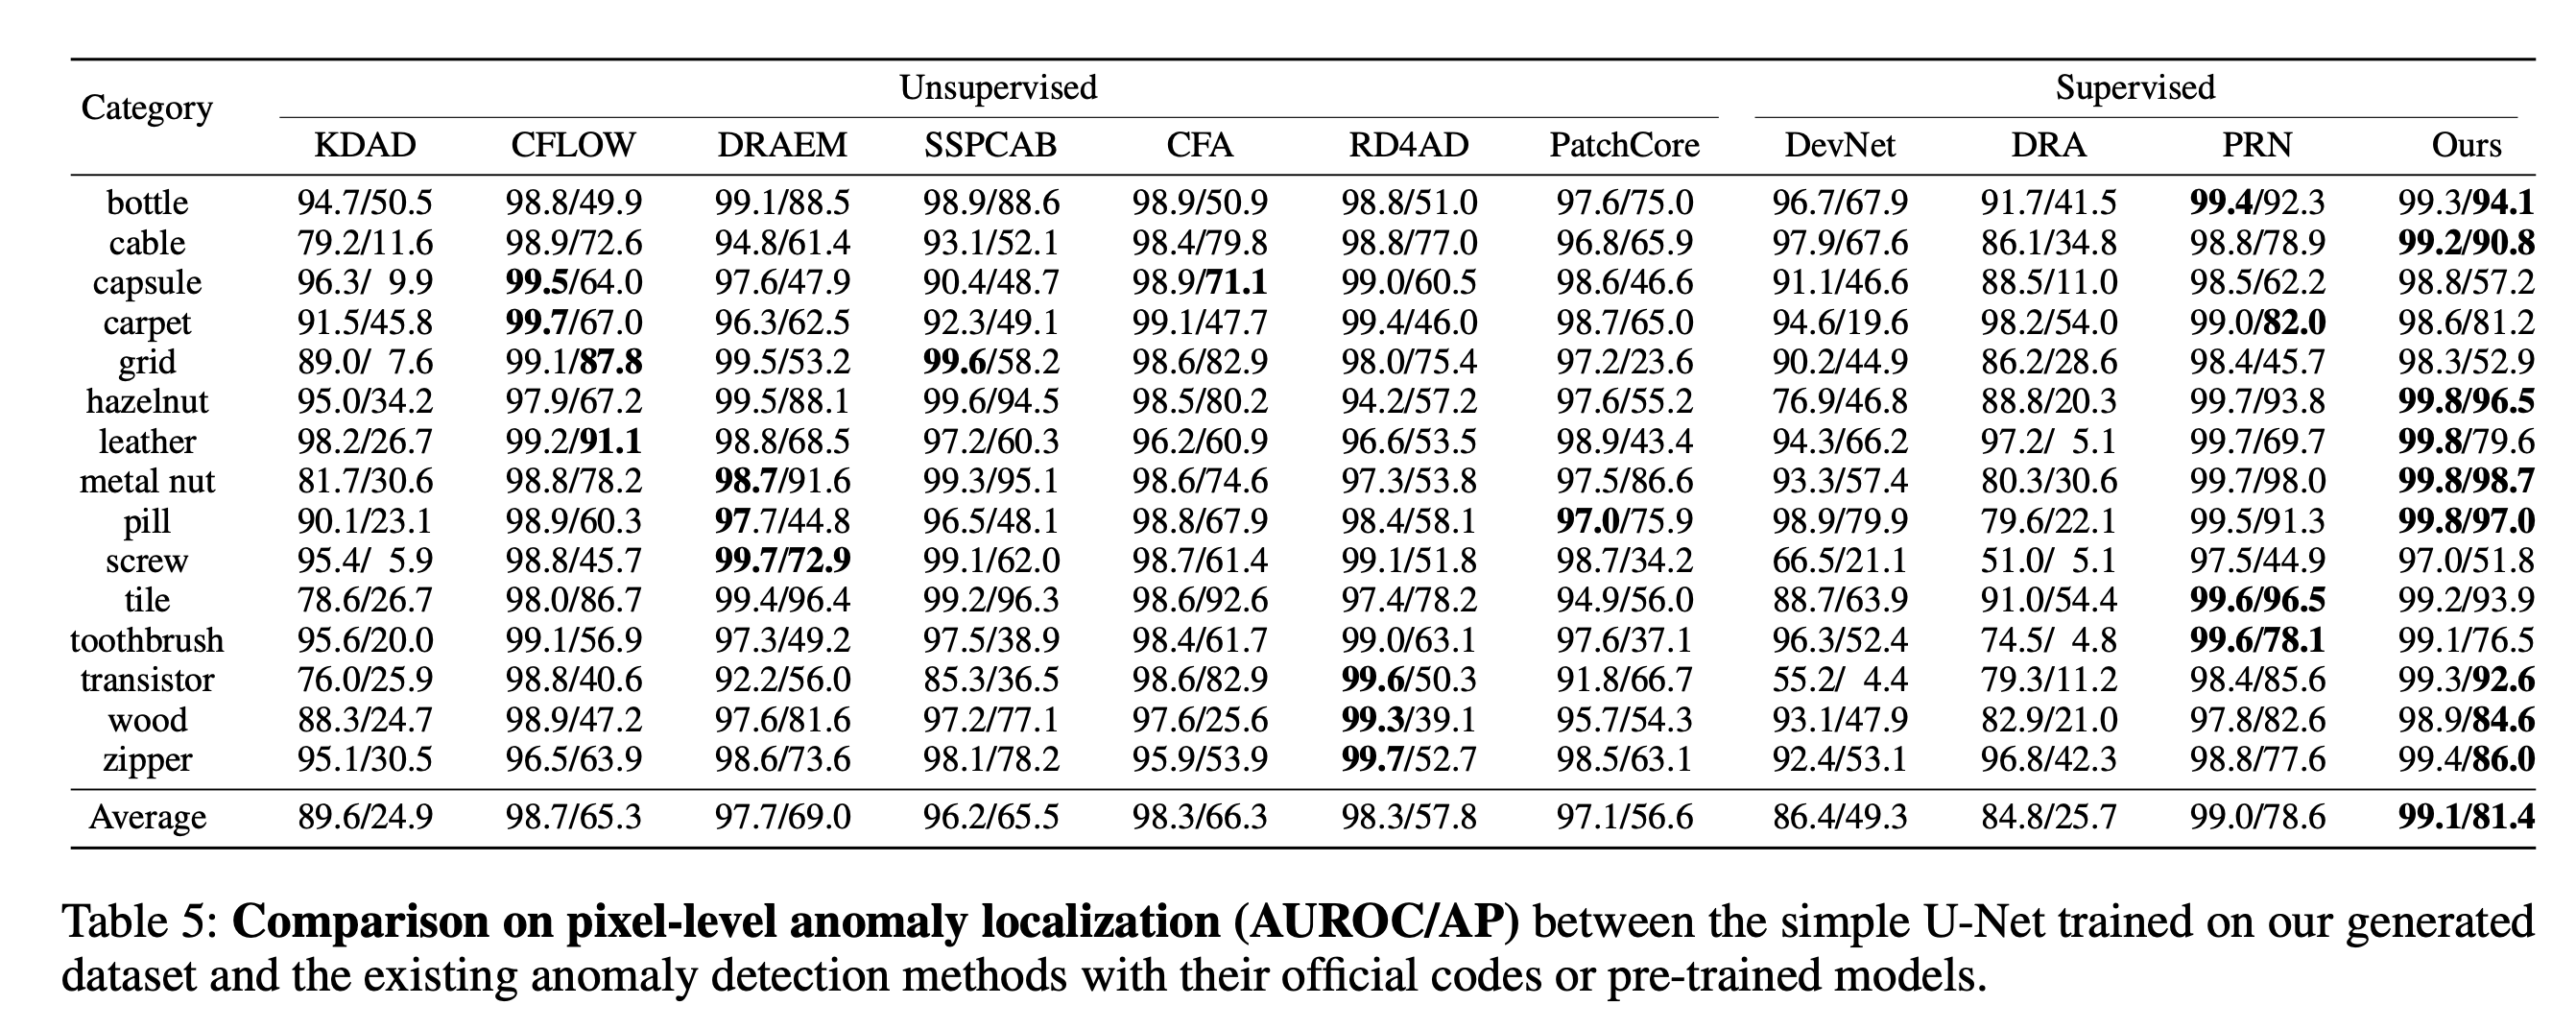 Category Unsupervised Supervised
KDAD CFLOW DRAEM SSPCAB CFA RD4AD PatchCore DevNet DRA PRN Ours
bottle 94.7/50.5 98.8/49.9 99.1/88.5 98.9/88.6 98.9/50.9 98.8/51.0 97.6/75.0 96.7/67.9 91.7/41.5 99.4/92.3 99.3/94.1
cable 79.2/11.6 98.9/72.6 94.8/61.4 93.1/52.1 98.4/79.8 98.8/77.0 96.8/65.9 97.9/67.6 86.1/34.8 98.8/78.9 99.2/90.8
capsule 96.3/ 9.9 99.5/64.0 97.6/47.9 90.4/48.7 98.9/71.1 99.0/60.5 98.6/46.6 91.1/46.6 88.5/11.0 98.5/62.2 98.8/57.2
carpet 91.5/45.8 99.7/67.0 96.3/62.5 92.3/49.1 99.1/47.7 99.4/46.0 98.7/65.0 94.6/19.6 98.2/54.0 99.0/82.0 98.6/81.2
grid 89.0/ 7.6 99.1/87.8 99.5/53.2 99.6/58.2 98.6/82.9 98.0/75.4 97.2/23.6 90.2/44.9 86.2/28.6 98.4/45.7 98.3/52.9
hazelnut 95.0/34.2 97.9/67.2 99.5/88.1 99.6/94.5 98.5/80.2 94.2/57.2 97.6/55.2 76.9/46.8 88.8/20.3 99.7/93.8 99.8/96.5
leather 98.2/26.7 99.2/91.1 98.8/68.5 97.2/60.3 96.2/60.9 96.6/53.5 98.9/43.4 94.3/66.2 97.2/ 5.1 99.7/69.7 99.8/79.6
metal nut 81.7/30.6 98.8/78.2 98.7/91.6 99.3/95.1 98.6/74.6 97.3/53.8 97.5/86.6 93.3/57.4 80.3/30.6 99.7/98.0 99.8/98.7
pill 90.1/23.1 98.9/60.3 97.7/44.8 96.5/48.1 98.8/67.9 98.4/58.1 97.0/75.9 98.9/79.9 79.6/22.1 99.5/91.3 99.8/97.0
screw 95.4/ 5.9 98.8/45.7 99.7/72.9 99.1/62.0 98.7/61.4 99.1/51.8 98.7/34.2 66.5/21.1 51.0/ 5.1 97.5/44.9 97.0/51.8
tile 78.6/26.7 98.0/86.7 99.4/96.4 99.2/96.3 98.6/92.6 97.4/78.2 94.9/56.0 88.7/63.9 91.0/54.4 99.6/96.5 99.2/93.9
toothbrush 95.6/20.0 99.1/56.9 97.3/49.2 97.5/38.9 98.4/61.7 99.0/63.1 97.6/37.1 96.3/52.4 74.5/ 4.8 99.6/78.1 99.1/76.5
transistor 76.0/25.9 98.8/40.6 92.2/56.0 85.3/36.5 98.6/82.9 99.6/50.3 91.8/66.7 55.2/ 4.4 79.3/11.2 98.4/85.6 99.3/92.6
wood 88.3/24.7 98.9/47.2 97.6/81.6 97.2/77.1 97.6/25.6 99.3/39.1 95.7/54.3 93.1/47.9 82.9/21.0 97.8/82.6 98.9/84.6
zipper 95.1/30.5 96.5/63.9 98.6/73.6 98.1/78.2 95.9/53.9 99.7/52.7 98.5/63.1 92.4/53.1 96.8/42.3 98.8/77.6 99.4/86.0
Average 89.6/24.9 98.7/65.3 97.7/69.0 96.2/65.5 98.3/66.3 98.3/57.8 97.1/56.6 86.4/49.3 84.8/25.7 99.0/78.6 99.1/81.4
Table 5: Comparison on pixel-level anomaly localization (AUROC/AP) between the simple U-Net trained on our generated
dataset and the existing anomaly detection methods with their official codes or pre-trained models.